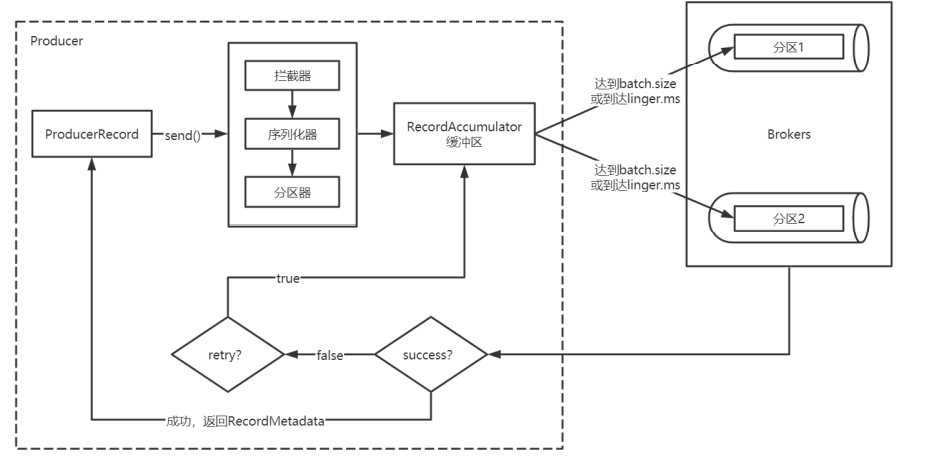 Producer
ProducerRecord
send()
拦截器
序列化器
分区器
RecordAccumulator
缓冲区
达到batch.size
或到达linger.ms
达到batch.size
或到达linger.ms
分区1
Brokers
分区2
true
retry?
false
success?
成功，返回RecordMetadata